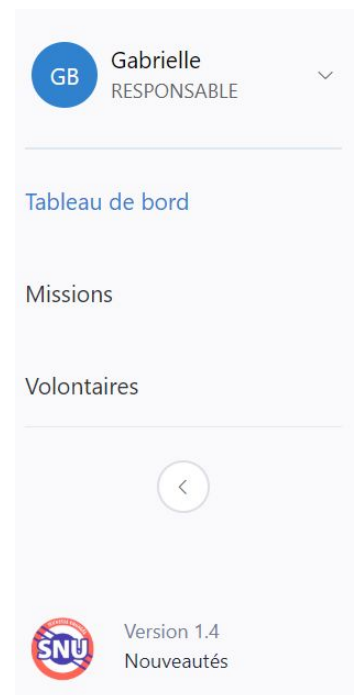 GB
Gabrielle
RESPONSABLE
Tableau de bord
Missions
Volontaires
SNU
Version 1.4
Nouveautés